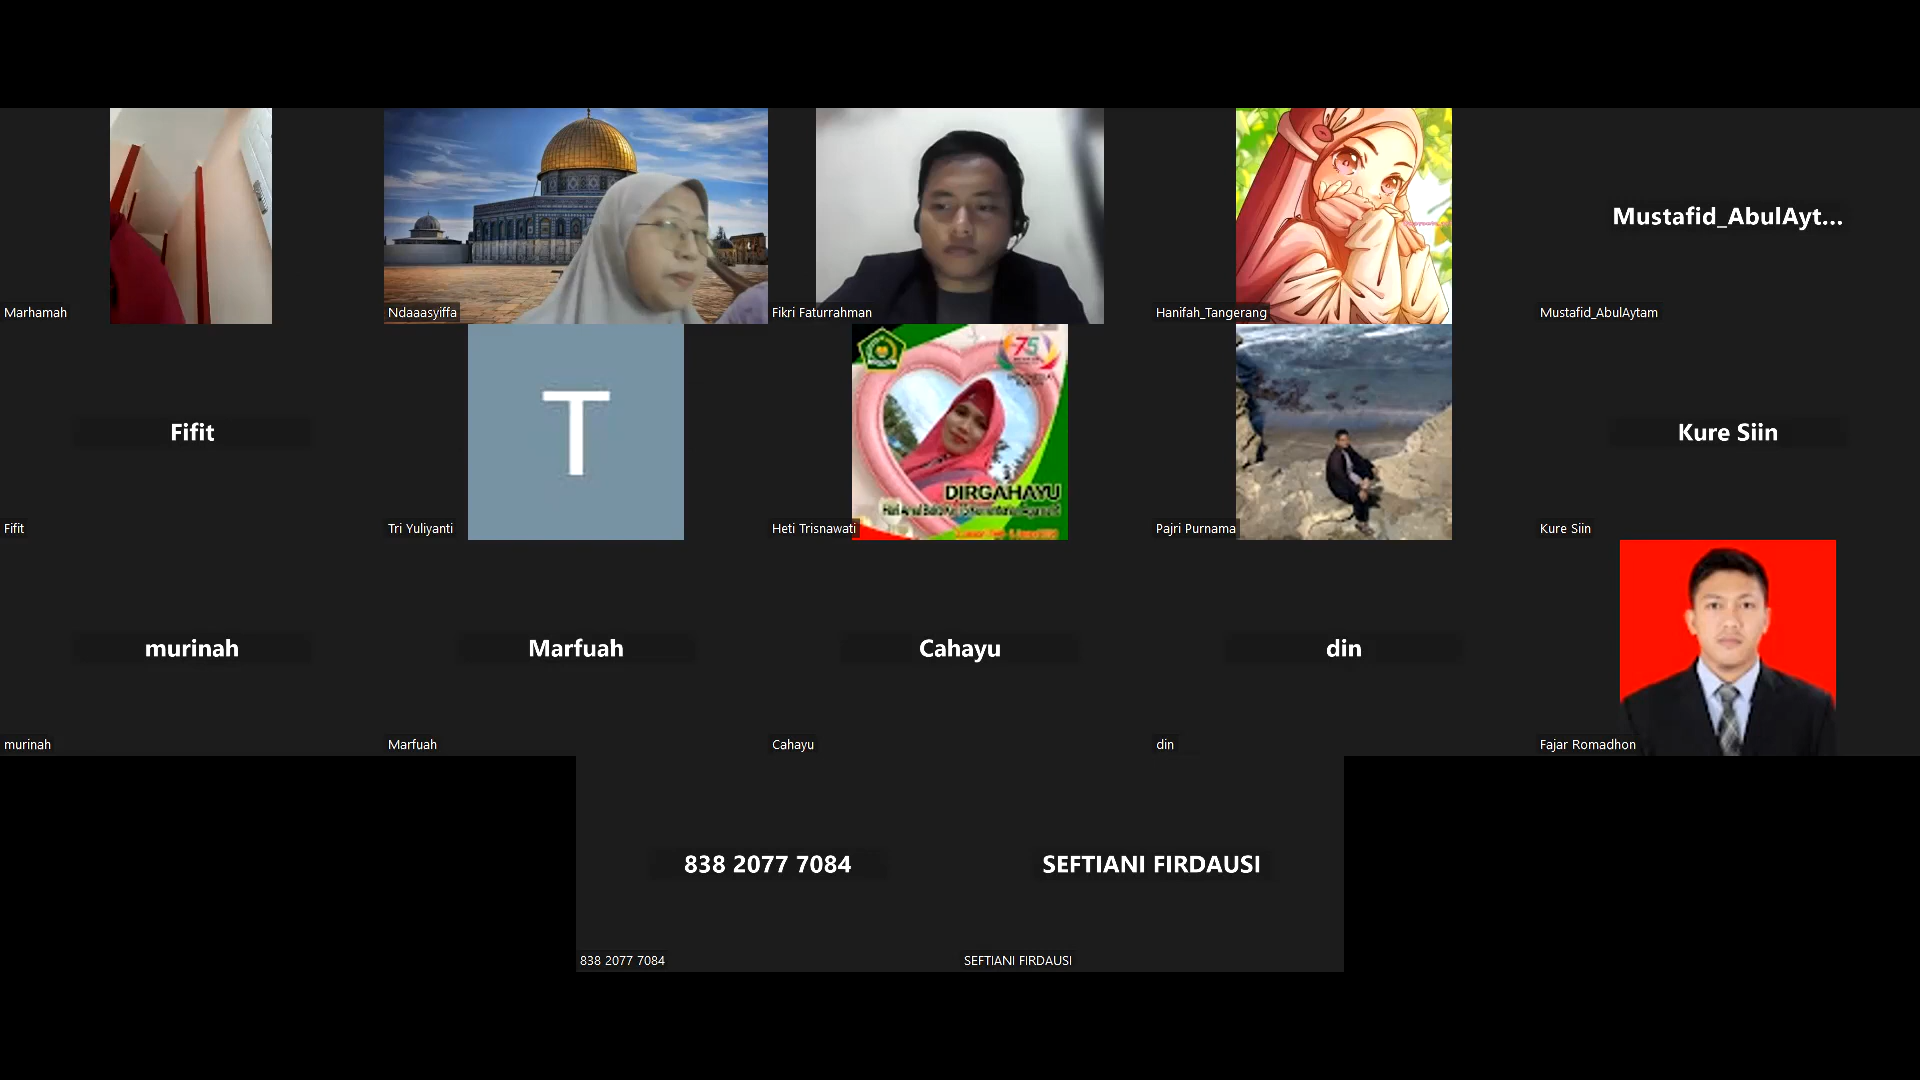 Mustafid_AbulAyt...
Marhamah
Ndaaasyiffa
Fikri Faturrahman
Hanifah_Tangerang
Mustafid_AbulAytam
Fifit
T
75
DIRGAHAYU
Kure Siin
Fifit
Tri Yuliyanti
Heti Trisnawati
Pajri Purnama
Kure Siin
murinah
Marfuah
Cahayu
din
murinah
Marfuah
Cahayu
din
Fajar Romadhon
838 2077 7084
SEFTIANI FIRDAUSI
838 2077 7084
SEFTIANI FIRDAUSI